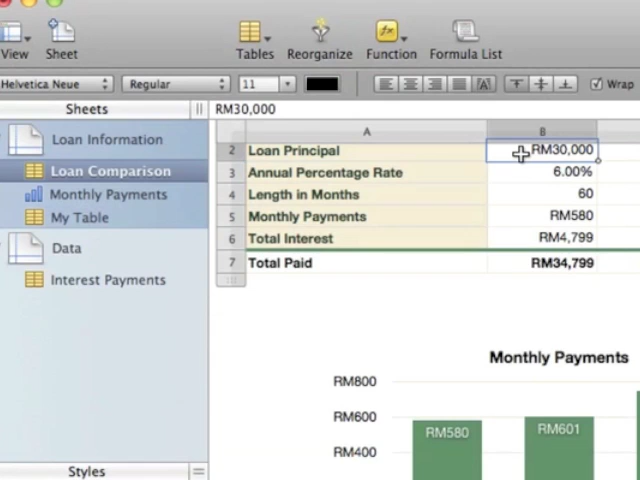 View Sheet Tables Reorganize Function Formula List
Helvetica Neue Regular 11 Wrap
Sheets RM30,000
A B
Loan Information
Loan Comparison
Monthly Payments
My Table
Data
Interest Payments
2 Loan Principal RM30,000
3 Annual Percentage Rate 6.00%
4 Length in Months 60
5 Monthly Payments RM580
6 Total Interest RM4,799
7 Total Paid RM34,799
Monthly Payments
RM800
RM600
RM400
RM580
RM601
Styles